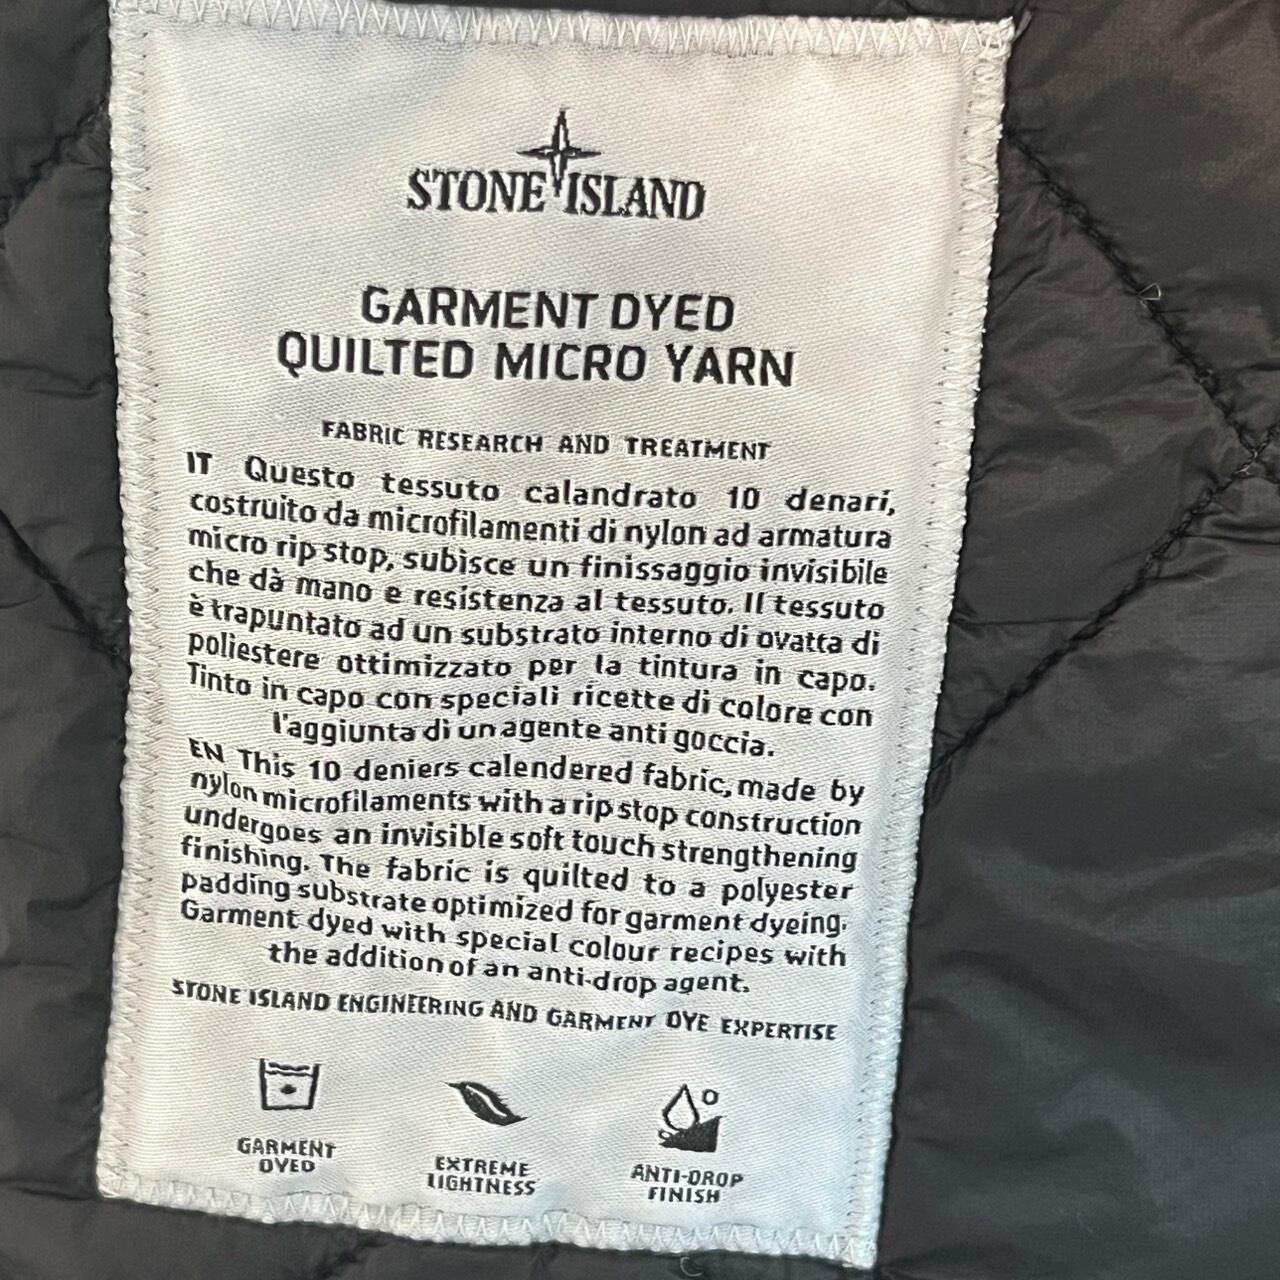 STONE ISLAND
GARMENT DYED
QUILTED MICRO YARN
FABRIC RESEARCH AND TREATMENT
IT Questo tessuto calandrato 10 denari,
costruito da microfilamenti di nylon ad armatura
micro rip stop, subisce un finissaggio invisibile
che dà mano e resistenza al tessuto. Il tessuto
è trapuntato ad un substrato interno di ovatta di
poliestere ottimizzato per la tintura in capo.
Tinto in capo con speciali ricette di colore con
l'aggiunta di un agente anti goccia.
EN This 10 deniers calendered fabric, made by
nylon microfilaments with a rip stop construction
undergoes an invisible soft touch strengthening
finishing. The fabric is quilted to a polyester
padding substrate optimized for garment dyeing.
Garment dyed with special colour recipes with
the addition of an anti-drop agent.
STONE ISLAND ENGINEERING AND GARMENT DYE EXPERTISE
GARMENT
DYED
EXTREME
LIGHTNESS
ANTI-DROP
FINISH